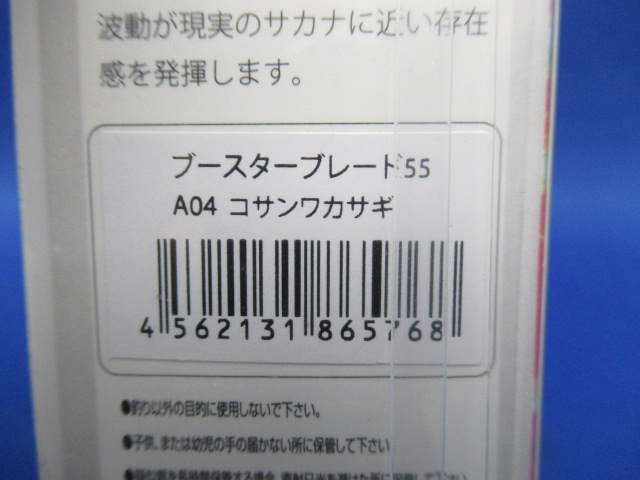 波動が現実のサカナに近い存在
感を発揮します。
ブースターブレード55
A04 コサンワカサギ
4 562131 865768
●釣り以外の目的に使用しないで下さい。
●子供、または幼児の手の届かない所に保管して下さい